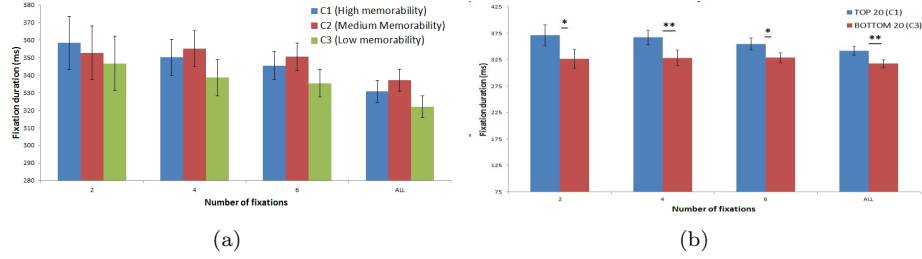 380
370
360
350
340
330
320
310
300
290
280
Fixation duration (ms)
C1 (High memorability)
C2 (Medium Memorability)
C3 (Low memorability)
2
4
6
ALL
Number of fixations
(a)
425
375
325
275
225
175
125
75
Fixation duration (ms)
TOP 20 (C1)
BOTTOM 20 (C3)
*
**
*
**
2
4
6
ALL
Number of fixations
(b)